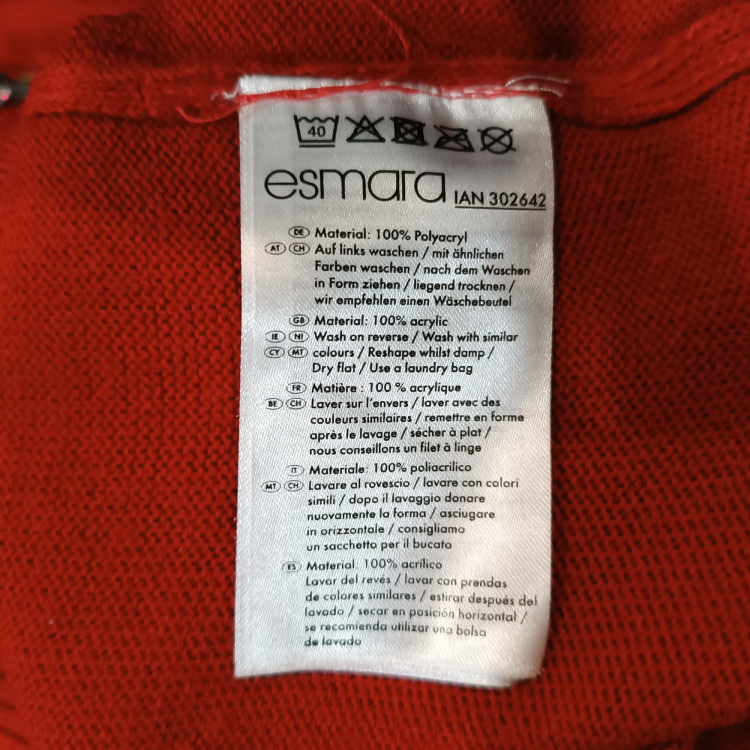 40
esmara IAN 302642
DE Material: 100% Polyacryl
AT CH Auf links waschen / mit ähnlichen
Farben waschen / nach dem Waschen
in Form ziehen / liegend trocknen /
wir empfehlen einen Wäschebeutel
GB Material: 100% acrylic
IE NI Wash on reverse / Wash with similar
CY MT colours / Reshape whilst damp /
Dry flat / Use a laundry bag
FR Matière : 100 % acrylique
BE CH Laver sur l'envers / laver avec des
couleurs similaires / remettre en forme
après le lavage / sécher à plat /
nous conseillons un filet à linge
IT Materiale: 100% poliacrilico
MT CH Lavare al rovescio / lavare con colori
simili / dopo il lavaggio donare
nuovamente la forma / asciugare
in orizzontale / consigliamo
un sacchetto per il bucato
ES Material: 100% acrílico
Lavar del revés / lavar con prendas
de colores similares / estirar después del
lavado / secar en posición horizontal /
se recomienda utilizar una bolsa
de lavado